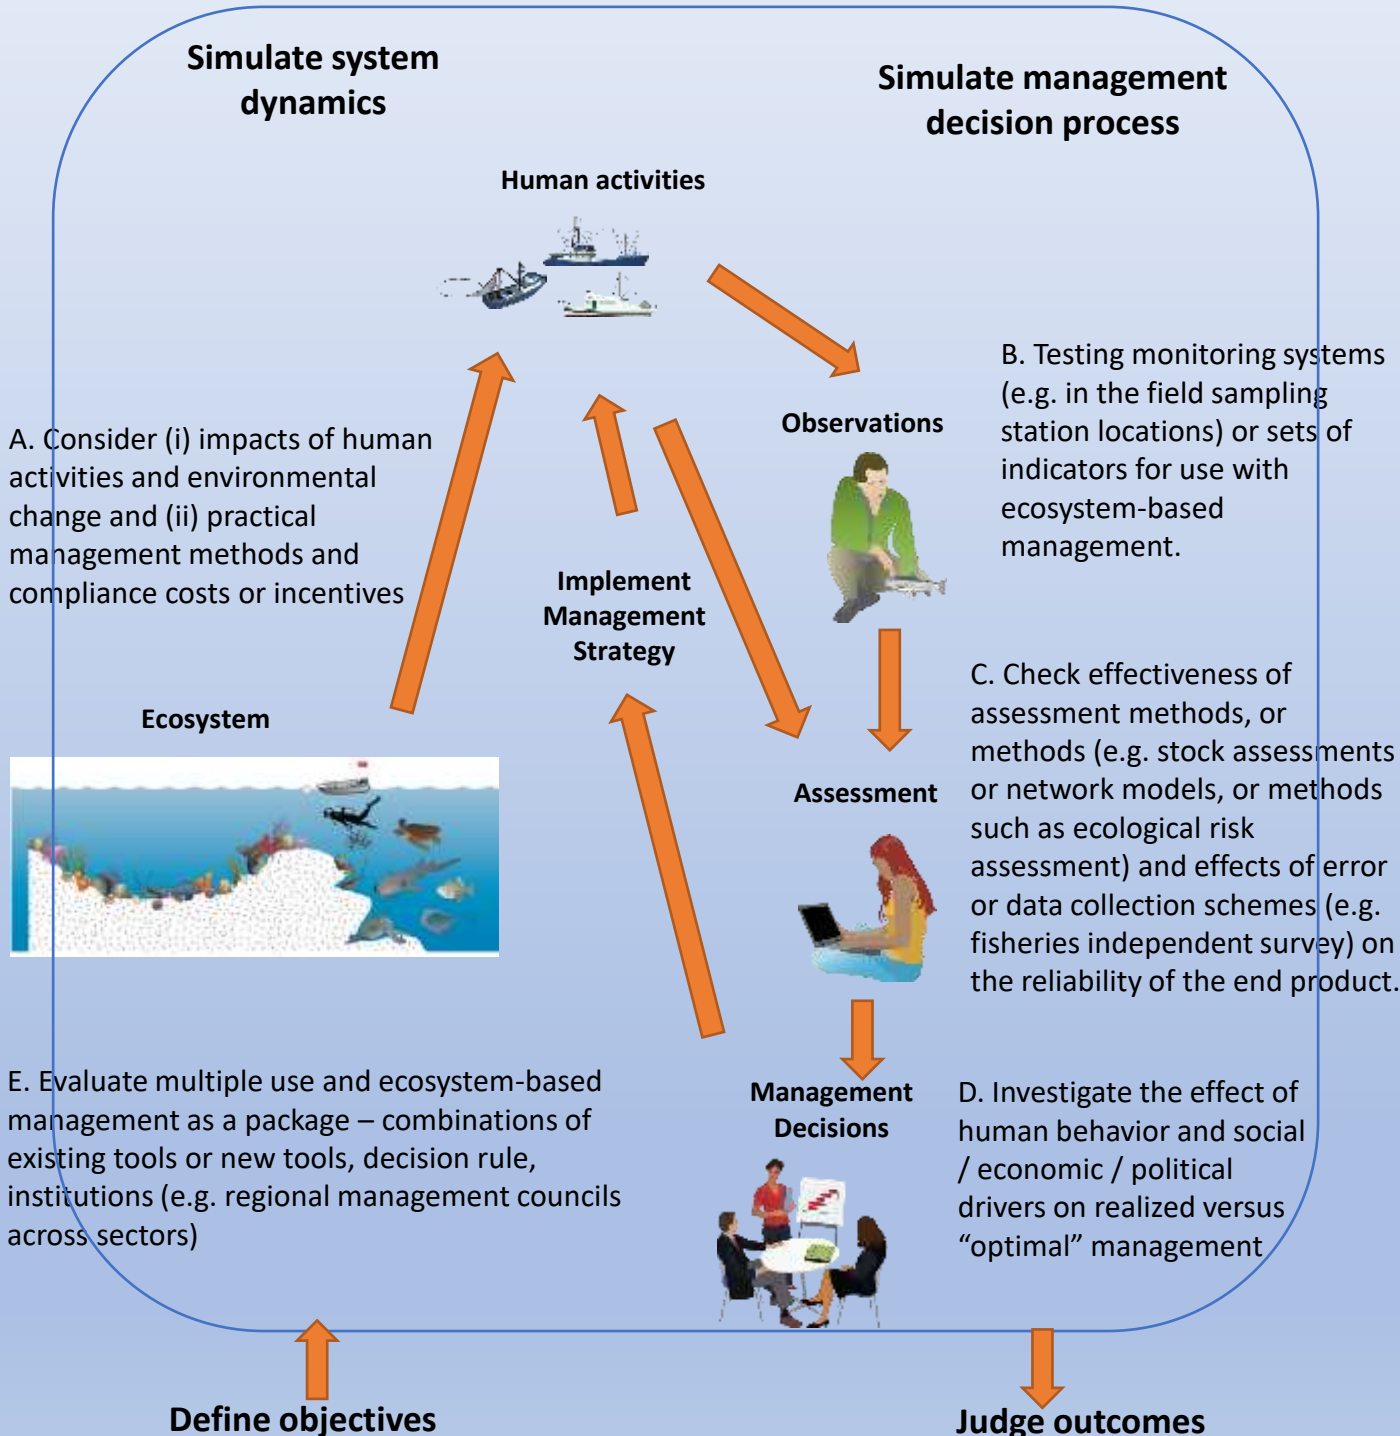 Simulate system
dynamics
Simulate management
decision process
Human activities
A. Consider (i) impacts of human
activities and environmental
change and (ii) practical
management methods and
compliance costs or incentives
B. Testing monitoring systems
(e.g. in the field sampling
station locations) or sets of
indicators for use with
ecosystem-based
management.
Observations
Implement
Management
Strategy
Ecosystem
C. Check effectiveness of
assessment methods, or
methods (e.g. stock assessments
or network models, or methods
such as ecological risk
assessment) and effects of error
or data collection schemes (e.g.
fisheries independent survey) on
the reliability of the end product.
Assessment
E. Evaluate multiple use and ecosystem-based
management as a package – combinations of
existing tools or new tools, decision rule,
institutions (e.g. regional management councils
across sectors)
Management
Decisions
D. Investigate the effect of
human behavior and social
/ economic / political
drivers on realized versus
“optimal” management
Define objectives
Judge outcomes